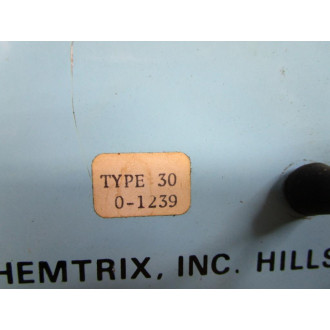 TYPE 30
0-1239
HEMTRIX, INC. HILLS